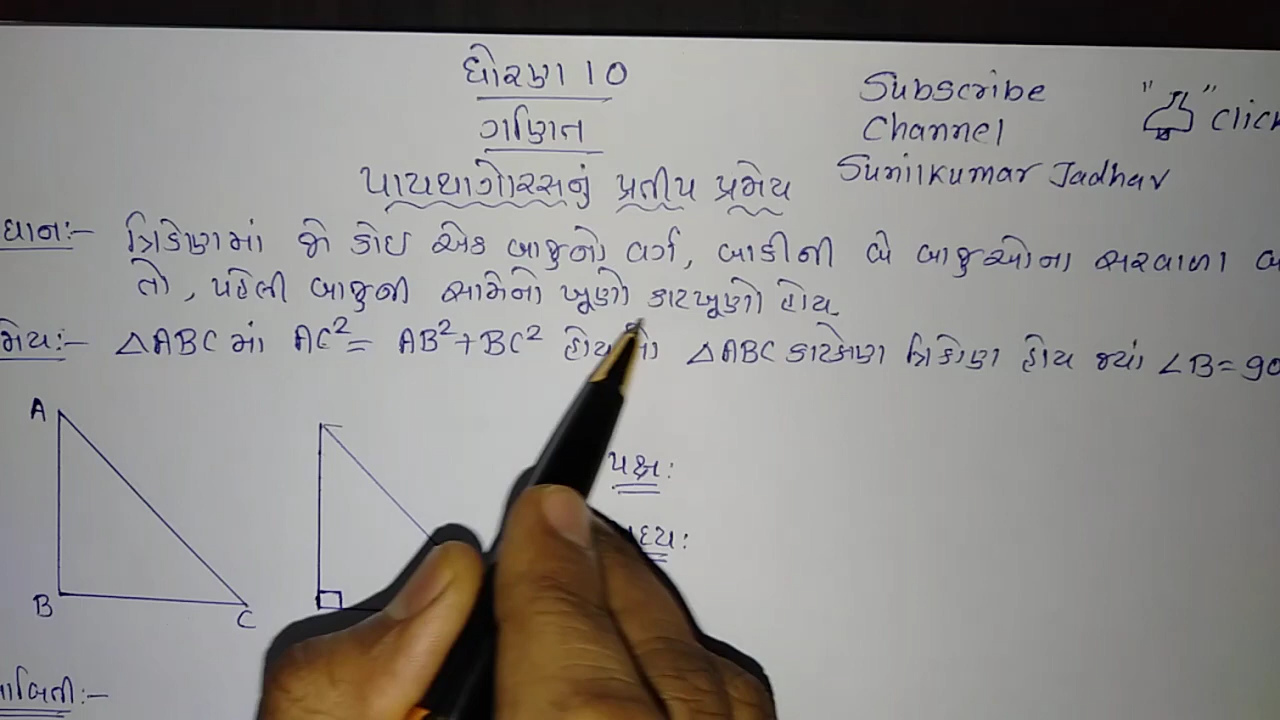 ધોરણ 10
ગણિત
પાયથાગોરસનું પ્રતીપ પ્રમેય
Subscribe
Channel
Sunilkumar Jadhav
"🔔" click
ધાન:- ત્રિકોણમાં જો કોઇ એક બાજુનો વર્ગ, બાકીની બે બાજુઓના સરવાળા
તો, પહેલી બાજુની સામેનો ખૂણો કાટખૂણો હોય.
મેય:- △ABC માં AC² = AB² + BC² હોય તો △ABC કાટકોણ ત્રિકોણ હોય જ્યાં ∠B = 90
A
B
C
પક્ષ:
ાબિતી:-